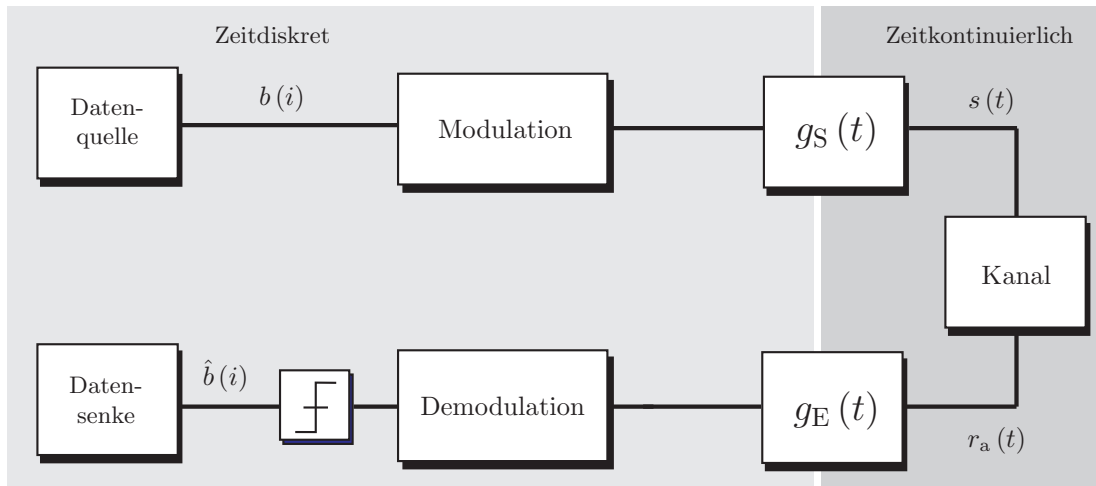 Zeitdiskret
Zeitkontinuierlich
Daten-
quelle
b (i)
Modulation
g_S (t)
s (t)
Kanal
Daten-
senke
b̂ (i)
Demodulation
g_E (t)
r_a (t)